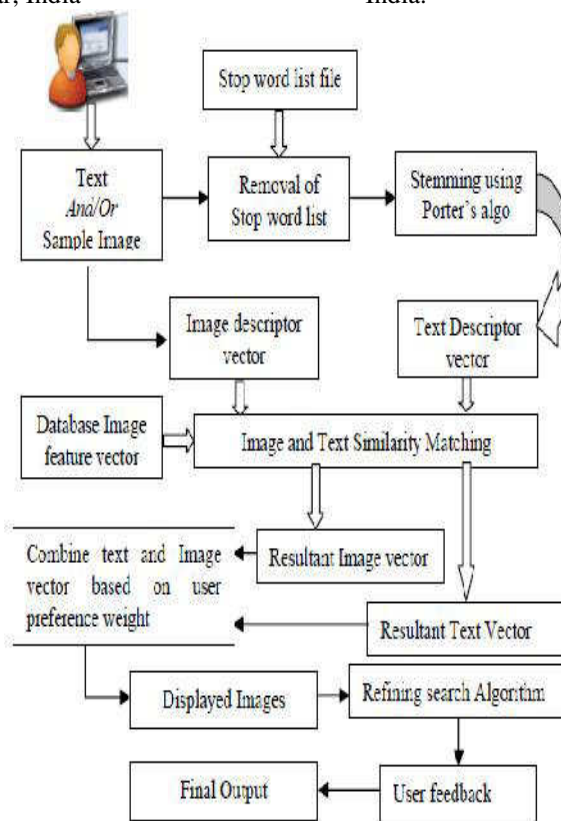 India
India.
Stop word list file
Text
And/Or
Sample Image
Removal of
Stop word list
Stemming using
Porter's algo
Image descriptor
vector
Text Descriptor
vector
Database Image
feature vector
Image and Text Similarity Matching
Combine text and Image
vector based on user
preference weight
Resultant Image vector
Resultant Text Vector
Displayed Images
Refining search Algorithm
Final Output
User feedback